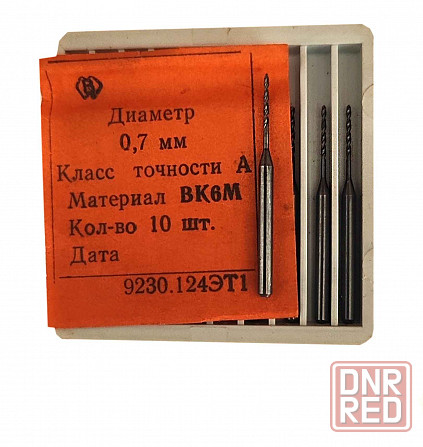 Диаметр
0,7 мм
Класс точности А
Материал ВК6М
Кол-во 10 шт.
Дата
9230.124ЭТ1
DNR
RED